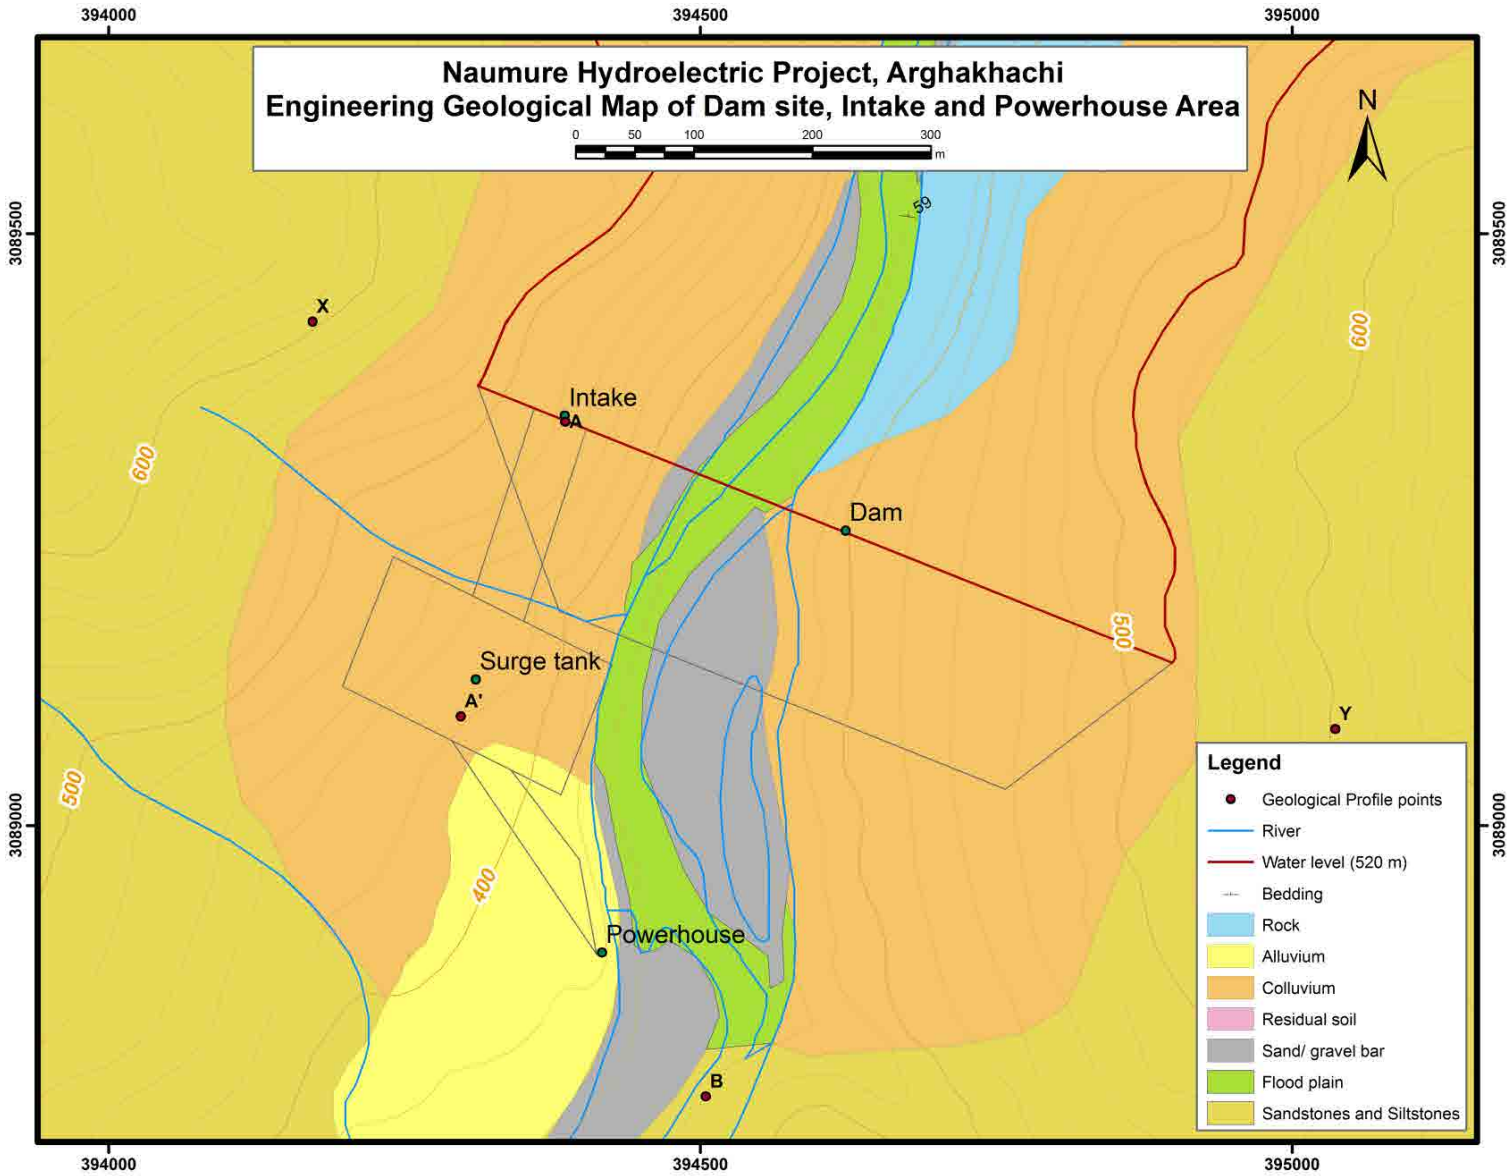 394000 394500 395000
Naumure Hydroelectric Project, Arghakhachi
Engineering Geological Map of Dam site, Intake and Powerhouse Area
0 50 100 200 300
m
N
3089500
3089500
59
X
600
600
Intake
A
Dam
500
Surge tank
A'
Y
500
3089000
3089000
400
Powerhouse
B
Legend
Geological Profile points
River
Water level (520 m)
Bedding
Rock
Alluvium
Colluvium
Residual soil
Sand/ gravel bar
Flood plain
Sandstones and Siltstones
394000 394500 395000